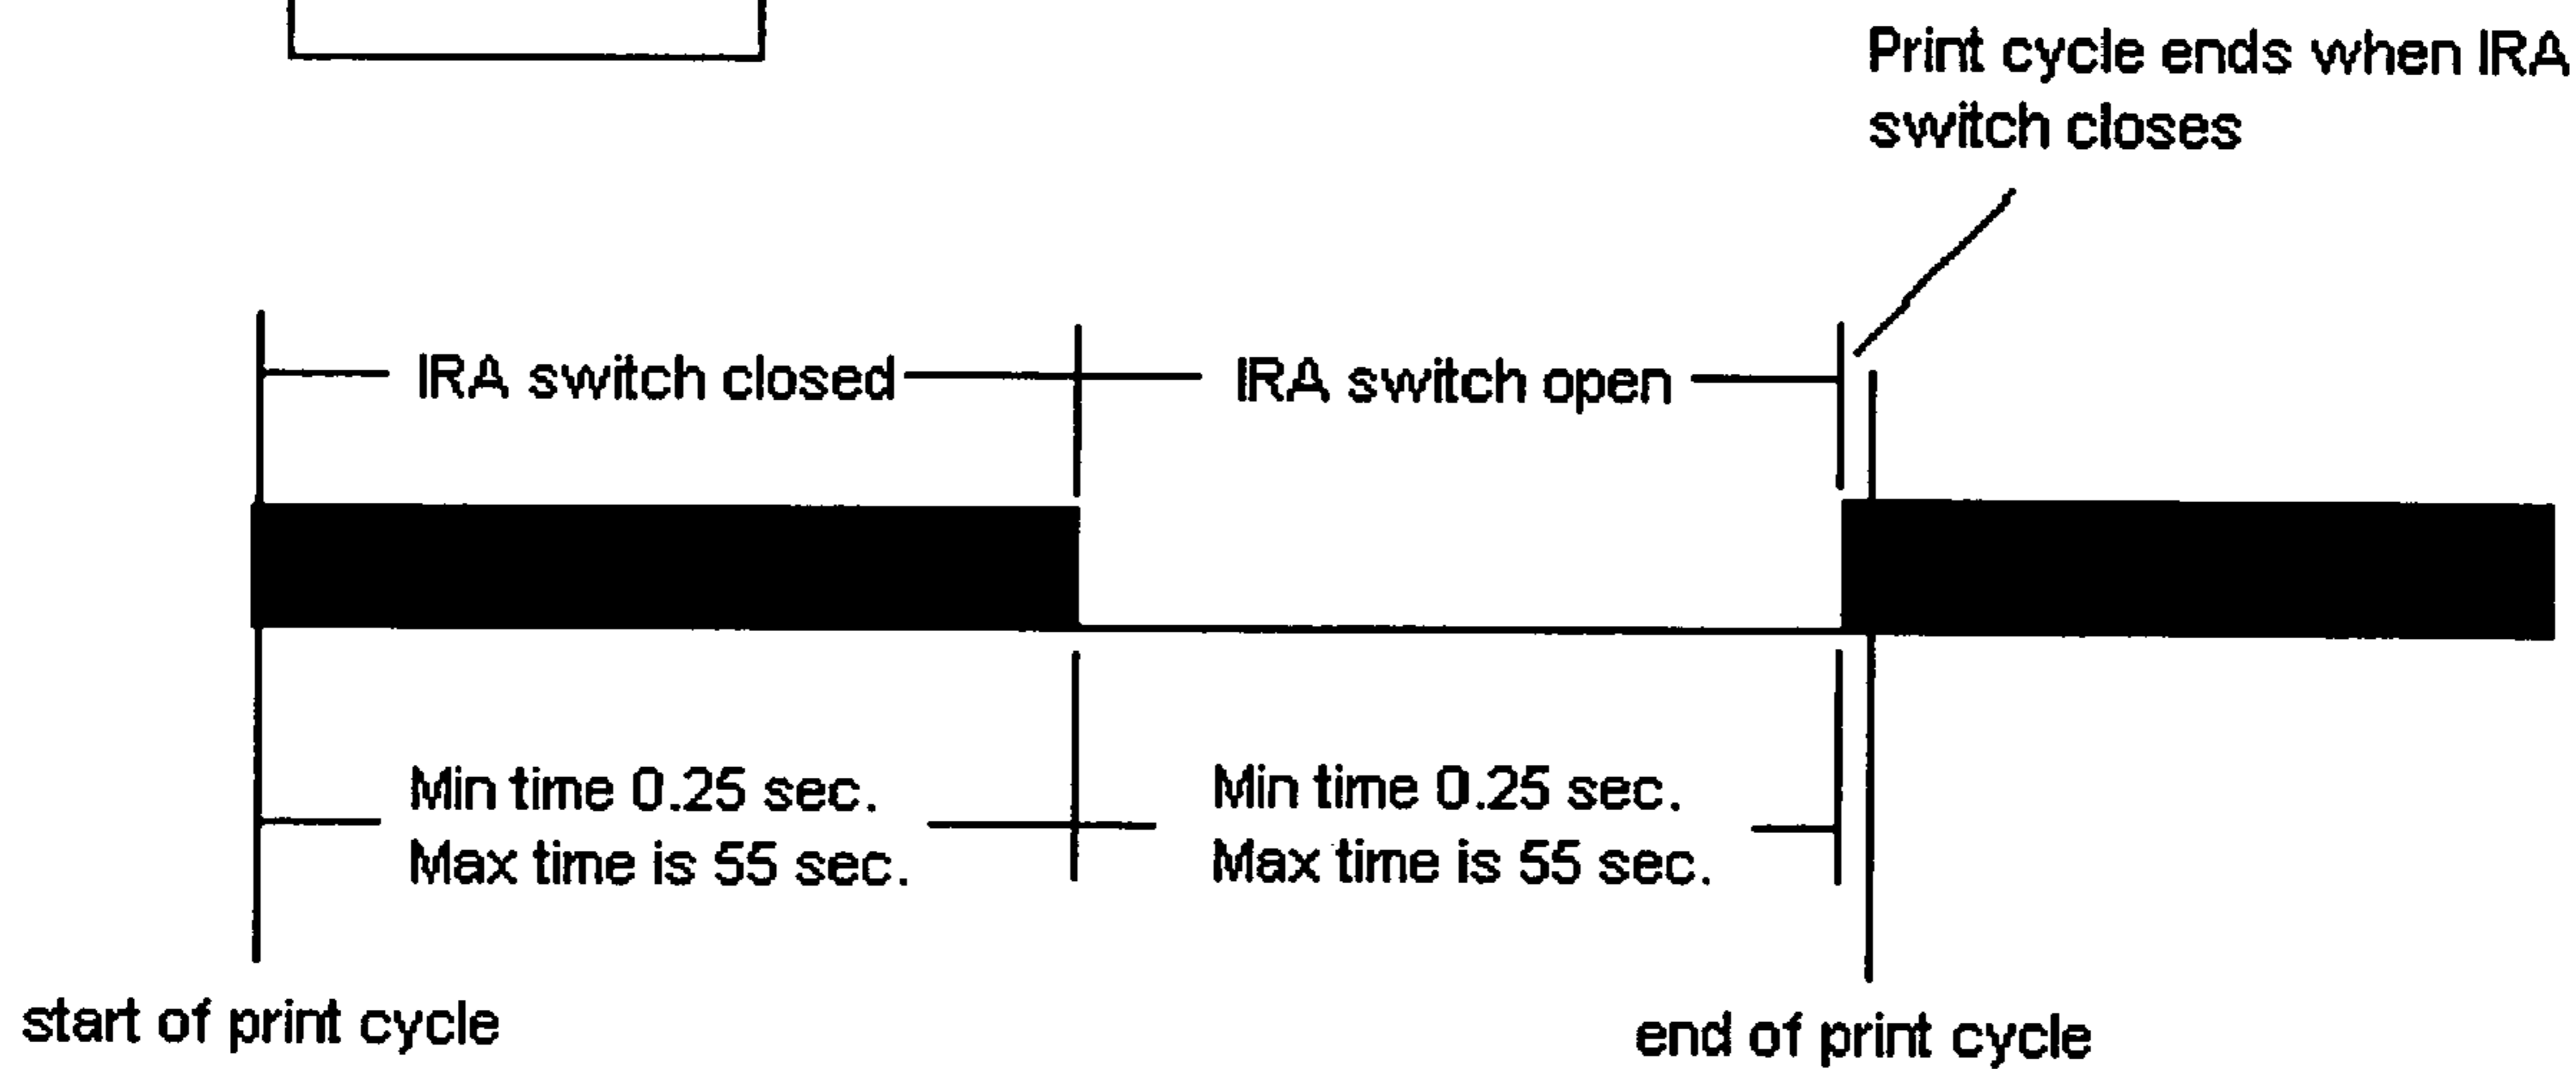 Print cycle ends when IRA
switch closes
IRA switch closed
IRA switch open
Min time 0.25 sec.
Max time is 55 sec.
Min time 0.25 sec.
Max time is 55 sec.
start of print cycle
end of print cycle